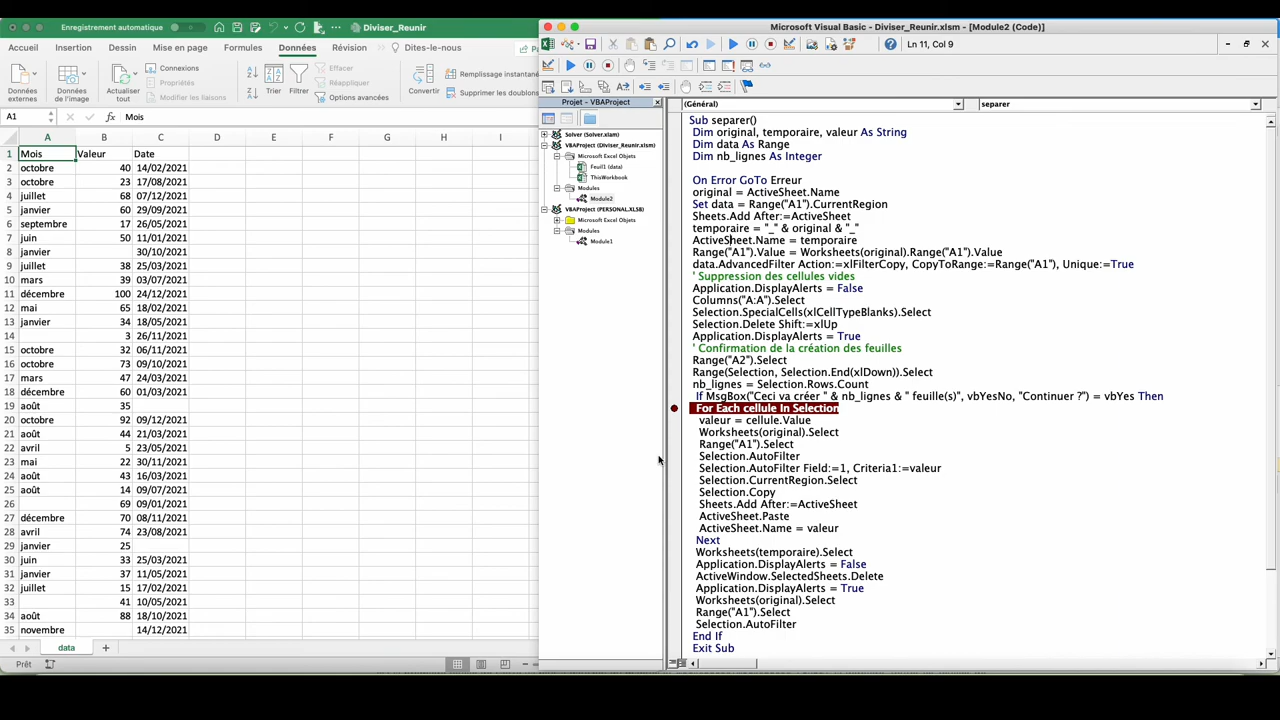 Enregistrement automatique
Diviser_Reunir
Accueil Insertion Dessin Mise en page Formules Données Révision Dites-le-nous
Données externes
Données de l'image
Actualiser tout
Connexions
Propriétés
Modifier les liaisons
Trier
Filtrer
Effacer
Réappliquer
Options avancées
Convertir
Remplissage instantané
Supprimer les doublons
A1 Mois
A B C D E F G H I
1 Mois Valeur Date
2 octobre 40 14/02/2021
3 octobre 23 17/08/2021
4 juillet 68 07/12/2021
5 janvier 60 29/09/2021
6 septembre 17 26/05/2021
7 juin 50 11/01/2021
8 janvier 30/10/2021
9 juillet 38 25/03/2021
10 mars 39 03/07/2021
11 décembre 100 24/12/2021
12 mai 65 18/02/2021
13 janvier 34 18/05/2021
14 3 26/11/2021
15 octobre 32 06/11/2021
16 octobre 73 09/10/2021
17 mars 47 24/03/2021
18 décembre 60 01/03/2021
19 août 35
20 octobre 92 09/12/2021
21 août 44 21/03/2021
22 avril 5 23/05/2021
23 mai 22 30/11/2021
24 août 43 16/03/2021
25 août 14 09/07/2021
26 69 09/01/2021
27 décembre 70 08/11/2021
28 avril 74 23/08/2021
29 janvier 25
30 juin 33 25/03/2021
31 janvier 37 11/05/2021
32 juillet 15 17/02/2021
33 41 10/05/2021
34 août 88 18/10/2021
35 novembre 14/12/2021
data
Prêt
Microsoft Visual Basic - Diviser_Reunir.xlsm - [Module2 (Code)]
Ln 11, Col 9
Projet - VBAProject
Solver (Solver.xlam)
VBAProject (Diviser_Reunir.xlsm)
Microsoft Excel Objets
Feuil1 (data)
ThisWorkbook
Modules
Module2
VBAProject (PERSONAL.XLSB)
Microsoft Excel Objets
Modules
Module1
(Général) separer
Sub separer()
Dim original, temporaire, valeur As String
Dim data As Range
Dim nb_lignes As Integer
On Error GoTo Erreur
original = ActiveSheet.Name
Set data = Range("A1").CurrentRegion
Sheets.Add After:=ActiveSheet
temporaire = "_" & original & "_"
ActiveSheet.Name = temporaire
Range("A1").Value = Worksheets(original).Range("A1").Value
data.AdvancedFilter Action:=xlFilterCopy, CopyToRange:=Range("A1"), Unique:=True
' Suppression des cellules vides
Application.DisplayAlerts = False
Columns("A:A").Select
Selection.SpecialCells(xlCellTypeBlanks).Select
Selection.Delete Shift:=xlUp
Application.DisplayAlerts = True
' Confirmation de la création des feuilles
Range("A2").Select
Range(Selection, Selection.End(xlDown)).Select
nb_lignes = Selection.Rows.Count
If MsgBox("Ceci va créer " & nb_lignes & " feuille(s)", vbYesNo, "Continuer ?") = vbYes Then
For Each cellule In Selection
valeur = cellule.Value
Worksheets(original).Select
Range("A1").Select
Selection.AutoFilter
Selection.AutoFilter Field:=1, Criteria1:=valeur
Selection.CurrentRegion.Select
Selection.Copy
Sheets.Add After:=ActiveSheet
ActiveSheet.Paste
ActiveSheet.Name = valeur
Next
Worksheets(temporaire).Select
Application.DisplayAlerts = False
ActiveWindow.SelectedSheets.Delete
Application.DisplayAlerts = True
Worksheets(original).Select
Range("A1").Select
Selection.AutoFilter
End If
Exit Sub